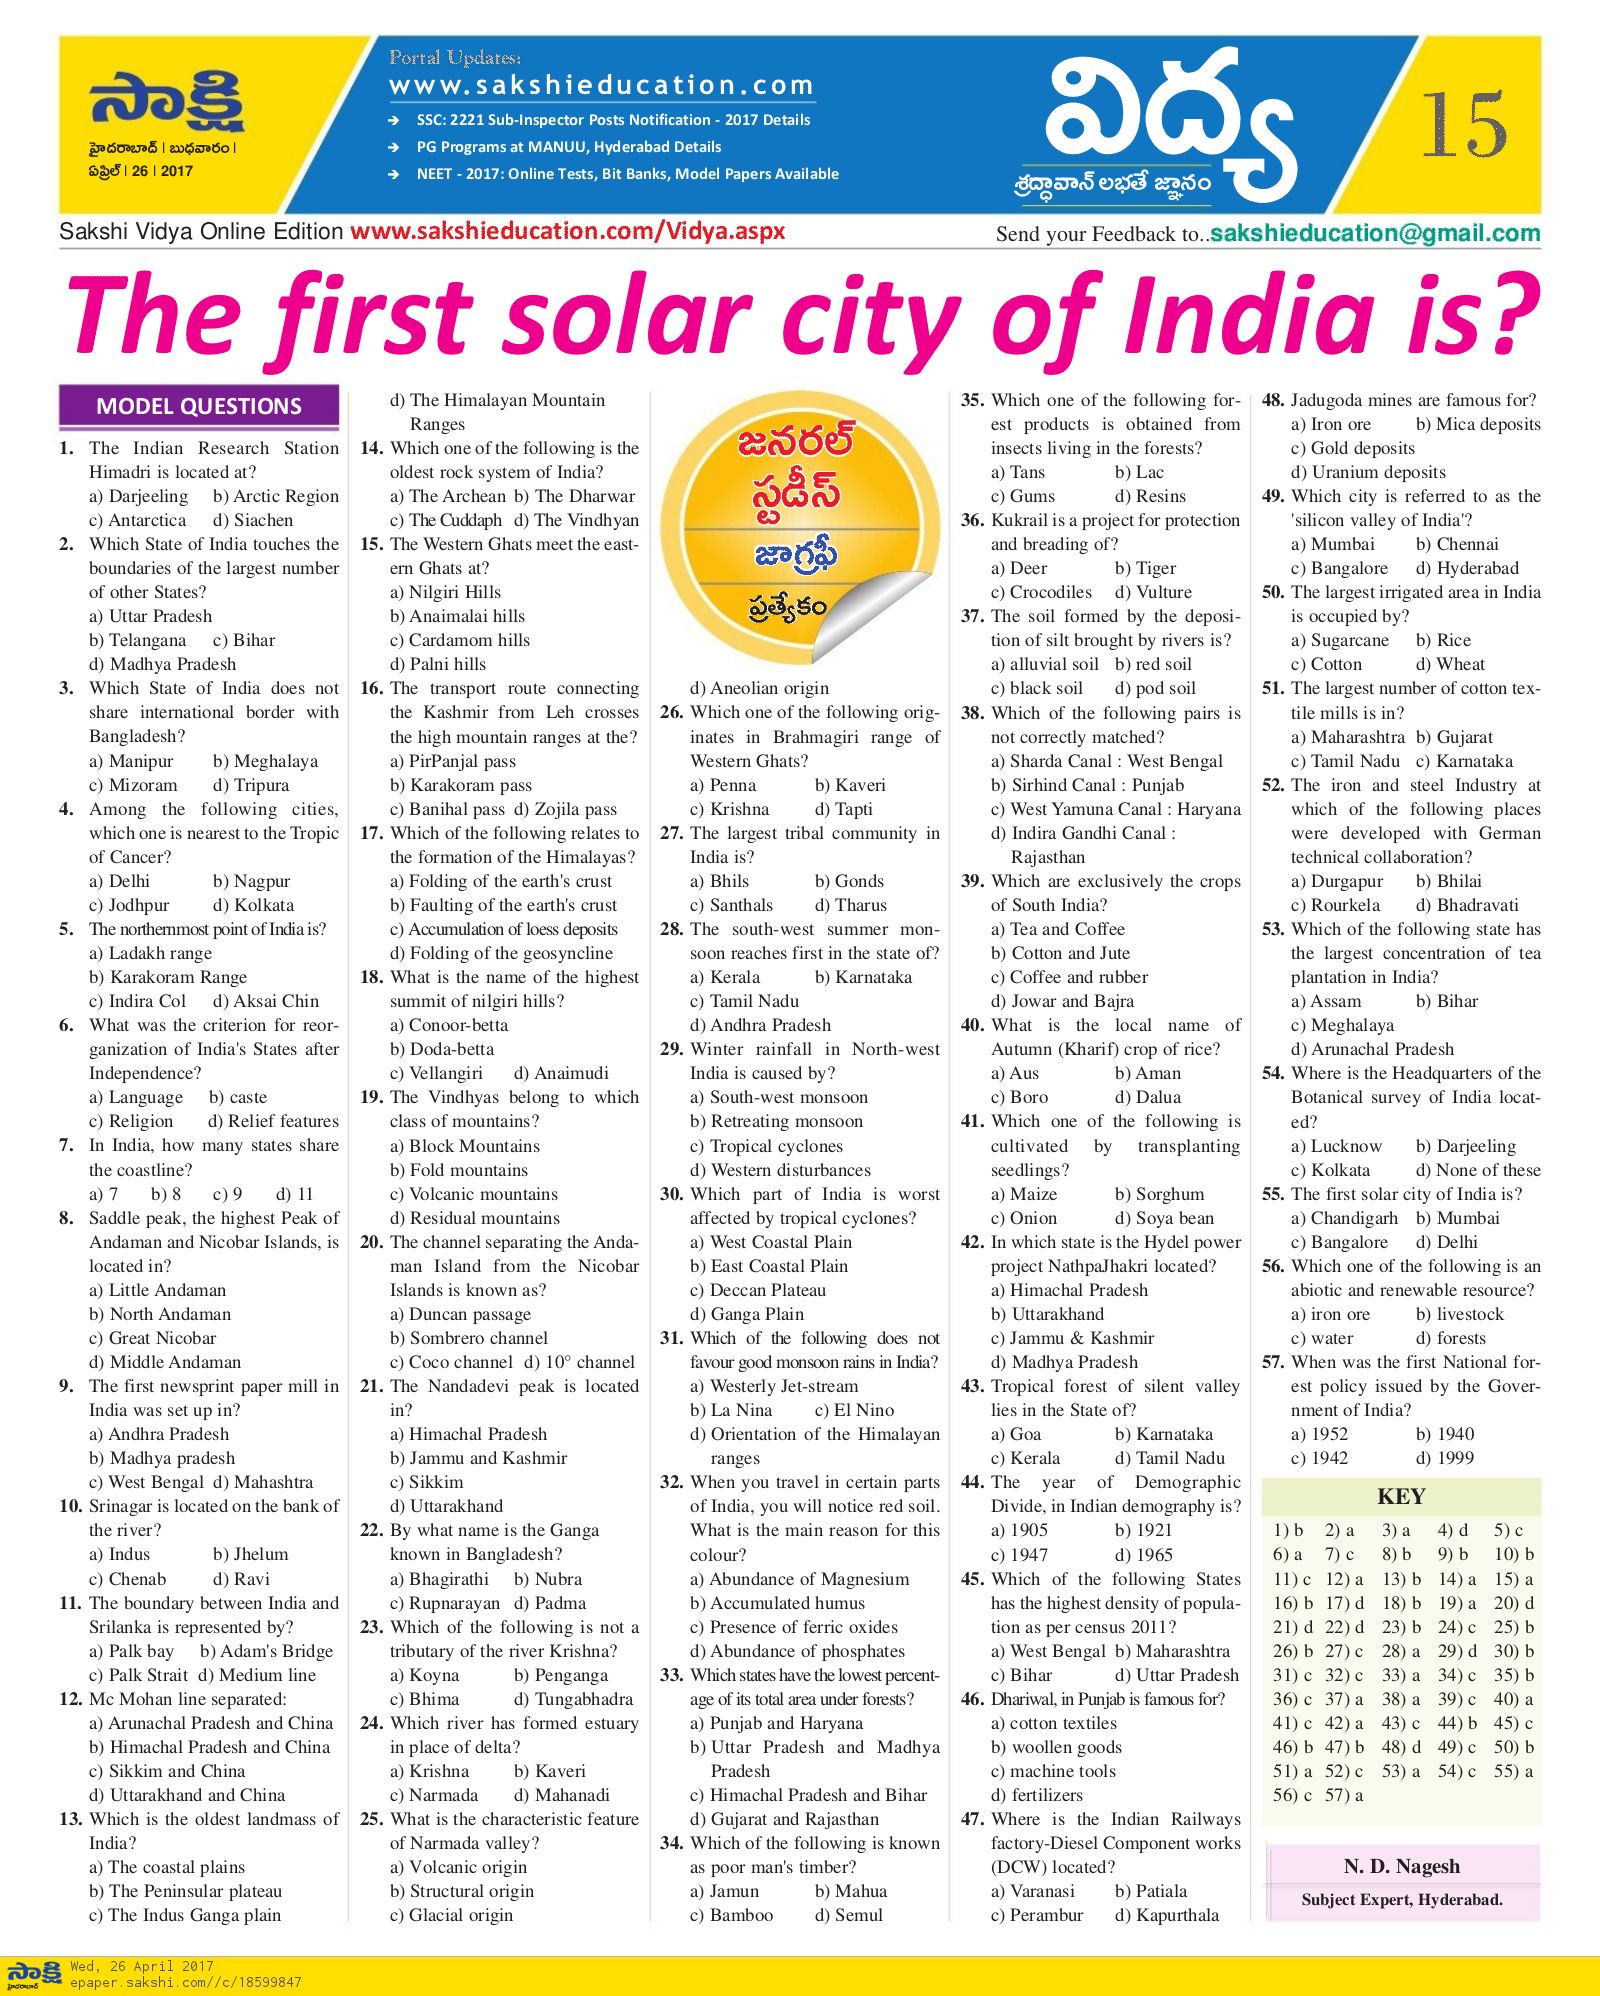 సాక్షి
హైదరాబాద్ | బుధవారం |
ఏప్రిల్ | 26 | 2017
Portal Updates:
www.sakshieducation.com
→ SSC: 2221 Sub-Inspector Posts Notification - 2017 Details
→ PG Programs at MANUU, Hyderabad Details
→ NEET - 2017: Online Tests, Bit Banks, Model Papers Available
విద్య
శ్రద్ధావాన్ లభతే జ్ఞానం
15
Sakshi Vidya Online Edition www.sakshieducation.com/Vidya.aspx
Send your Feedback to..sakshieducation@gmail.com
The first solar city of India is?
MODEL QUESTIONS
1. The Indian Research Station
Himadri is located at?
a) Darjeeling b) Arctic Region
c) Antarctica d) Siachen
2. Which State of India touches the
boundaries of the largest number
of other States?
a) Uttar Pradesh
b) Telangana c) Bihar
d) Madhya Pradesh
3. Which State of India does not
share international border with
Bangladesh?
a) Manipur b) Meghalaya
c) Mizoram d) Tripura
4. Among the following cities,
which one is nearest to the Tropic
of Cancer?
a) Delhi b) Nagpur
c) Jodhpur d) Kolkata
5. The northernmost point of India is?
a) Ladakh range
b) Karakoram Range
c) Indira Col d) Aksai Chin
6. What was the criterion for reor-
ganization of India's States after
Independence?
a) Language b) caste
c) Religion d) Relief features
7. In India, how many states share
the coastline?
a) 7 b) 8 c) 9 d) 11
8. Saddle peak, the highest Peak of
Andaman and Nicobar Islands, is
located in?
a) Little Andaman
b) North Andaman
c) Great Nicobar
d) Middle Andaman
9. The first newsprint paper mill in
India was set up in?
a) Andhra Pradesh
b) Madhya pradesh
c) West Bengal d) Mahashtra
10. Srinagar is located on the bank of
the river?
a) Indus b) Jhelum
c) Chenab d) Ravi
11. The boundary between India and
Srilanka is represented by?
a) Palk bay b) Adam's Bridge
c) Palk Strait d) Medium line
12. Mc Mohan line separated:
a) Arunachal Pradesh and China
b) Himachal Pradesh and China
c) Sikkim and China
d) Uttarakhand and China
13. Which is the oldest landmass of
India?
a) The coastal plains
b) The Peninsular plateau
c) The Indus Ganga plain
d) The Himalayan Mountain
Ranges
14. Which one of the following is the
oldest rock system of India?
a) The Archean b) The Dharwar
c) The Cuddaph d) The Vindhyan
15. The Western Ghats meet the east-
ern Ghats at?
a) Nilgiri Hills
b) Anaimalai hills
c) Cardamom hills
d) Palni hills
16. The transport route connecting
the Kashmir from Leh crosses
the high mountain ranges at the?
a) PirPanjal pass
b) Karakoram pass
c) Banihal pass d) Zojila pass
17. Which of the following relates to
the formation of the Himalayas?
a) Folding of the earth's crust
b) Faulting of the earth's crust
c) Accumulation of loess deposits
d) Folding of the geosyncline
18. What is the name of the highest
summit of nilgiri hills?
a) Conoor-betta
b) Doda-betta
c) Vellangiri d) Anaimudi
19. The Vindhyas belong to which
class of mountains?
a) Block Mountains
b) Fold mountains
c) Volcanic mountains
d) Residual mountains
20. The channel separating the Anda-
man Island from the Nicobar
Islands is known as?
a) Duncan passage
b) Sombrero channel
c) Coco channel d) 10° channel
21. The Nandadevi peak is located
in?
a) Himachal Pradesh
b) Jammu and Kashmir
c) Sikkim
d) Uttarakhand
22. By what name is the Ganga
known in Bangladesh?
a) Bhagirathi b) Nubra
c) Rupnarayan d) Padma
23. Which of the following is not a
tributary of the river Krishna?
a) Koyna b) Penganga
c) Bhima d) Tungabhadra
24. Which river has formed estuary
in place of delta?
a) Krishna b) Kaveri
c) Narmada d) Mahanadi
25. What is the characteristic feature
of Narmada valley?
a) Volcanic origin
b) Structural origin
c) Glacial origin
జనరల్
స్టడీస్
జాగ్రఫీ
ప్రత్యేకం
d) Aneolian origin
26. Which one of the following orig-
inates in Brahmagiri range of
Western Ghats?
a) Penna b) Kaveri
c) Krishna d) Tapti
27. The largest tribal community in
India is?
a) Bhils b) Gonds
c) Santhals d) Tharus
28. The south-west summer mon-
soon reaches first in the state of?
a) Kerala b) Karnataka
c) Tamil Nadu
d) Andhra Pradesh
29. Winter rainfall in North-west
India is caused by?
a) South-west monsoon
b) Retreating monsoon
c) Tropical cyclones
d) Western disturbances
30. Which part of India is worst
affected by tropical cyclones?
a) West Coastal Plain
b) East Coastal Plain
c) Deccan Plateau
d) Ganga Plain
31. Which of the following does not
favour good monsoon rains in India?
a) Westerly Jet-stream
b) La Nina c) El Nino
d) Orientation of the Himalayan
ranges
32. When you travel in certain parts
of India, you will notice red soil.
What is the main reason for this
colour?
a) Abundance of Magnesium
b) Accumulated humus
c) Presence of ferric oxides
d) Abundance of phosphates
33. Which states have the lowest percent-
age of its total area under forests?
a) Punjab and Haryana
b) Uttar Pradesh and Madhya
Pradesh
c) Himachal Pradesh and Bihar
d) Gujarat and Rajasthan
34. Which of the following is known
as poor man's timber?
a) Jamun b) Mahua
c) Bamboo d) Semul
35. Which one of the following for-
est products is obtained from
insects living in the forests?
a) Tans b) Lac
c) Gums d) Resins
36. Kukrail is a project for protection
and breading of?
a) Deer b) Tiger
c) Crocodiles d) Vulture
37. The soil formed by the deposi-
tion of silt brought by rivers is?
a) alluvial soil b) red soil
c) black soil d) pod soil
38. Which of the following pairs is
not correctly matched?
a) Sharda Canal : West Bengal
b) Sirhind Canal : Punjab
c) West Yamuna Canal : Haryana
d) Indira Gandhi Canal :
Rajasthan
39. Which are exclusively the crops
of South India?
a) Tea and Coffee
b) Cotton and Jute
c) Coffee and rubber
d) Jowar and Bajra
40. What is the local name of
Autumn (Kharif) crop of rice?
a) Aus b) Aman
c) Boro d) Dalua
41. Which one of the following is
cultivated by transplanting
seedlings?
a) Maize b) Sorghum
c) Onion d) Soya bean
42. In which state is the Hydel power
project NathpaJhakri located?
a) Himachal Pradesh
b) Uttarakhand
c) Jammu & Kashmir
d) Madhya Pradesh
43. Tropical forest of silent valley
lies in the State of?
a) Goa b) Karnataka
c) Kerala d) Tamil Nadu
44. The year of Demographic
Divide, in Indian demography is?
a) 1905 b) 1921
c) 1947 d) 1965
45. Which of the following States
has the highest density of popula-
tion as per census 2011?
a) West Bengal b) Maharashtra
c) Bihar d) Uttar Pradesh
46. Dhariwal, in Punjab is famous for?
a) cotton textiles
b) woollen goods
c) machine tools
d) fertilizers
47. Where is the Indian Railways
factory-Diesel Component works
(DCW) located?
a) Varanasi b) Patiala
c) Perambur d) Kapurthala
48. Jadugoda mines are famous for?
a) Iron ore b) Mica deposits
c) Gold deposits
d) Uranium deposits
49. Which city is referred to as the
'silicon valley of India'?
a) Mumbai b) Chennai
c) Bangalore d) Hyderabad
50. The largest irrigated area in India
is occupied by?
a) Sugarcane b) Rice
c) Cotton d) Wheat
51. The largest number of cotton tex-
tile mills is in?
a) Maharashtra b) Gujarat
c) Tamil Nadu c) Karnataka
52. The iron and steel Industry at
which of the following places
were developed with German
technical collaboration?
a) Durgapur b) Bhilai
c) Rourkela d) Bhadravati
53. Which of the following state has
the largest concentration of tea
plantation in India?
a) Assam b) Bihar
c) Meghalaya
d) Arunachal Pradesh
54. Where is the Headquarters of the
Botanical survey of India locat-
ed?
a) Lucknow b) Darjeeling
c) Kolkata d) None of these
55. The first solar city of India is?
a) Chandigarh b) Mumbai
c) Bangalore d) Delhi
56. Which one of the following is an
abiotic and renewable resource?
a) iron ore b) livestock
c) water d) forests
57. When was the first National for-
est policy issued by the Gover-
nment of India?
a) 1952 b) 1940
c) 1942 d) 1999
KEY
1) b 2) a 3) a 4) d 5) c
6) a 7) c 8) b 9) b 10) b
11) c 12) a 13) b 14) a 15) a
16) b 17) d 18) b 19) a 20) d
21) d 22) d 23) b 24) c 25) b
26) b 27) c 28) a 29) d 30) b
31) c 32) c 33) a 34) c 35) b
36) c 37) a 38) a 39) c 40) a
41) c 42) a 43) c 44) b 45) c
46) b 47) b 48) d 49) c 50) b
51) a 52) c 53) a 54) c 55) a
56) c 57) a
N. D. Nagesh
Subject Expert, Hyderabad.
సాక్షి
హైదరాబాద్
Wed, 26 April 2017
epaper.sakshi.com//c/18599847